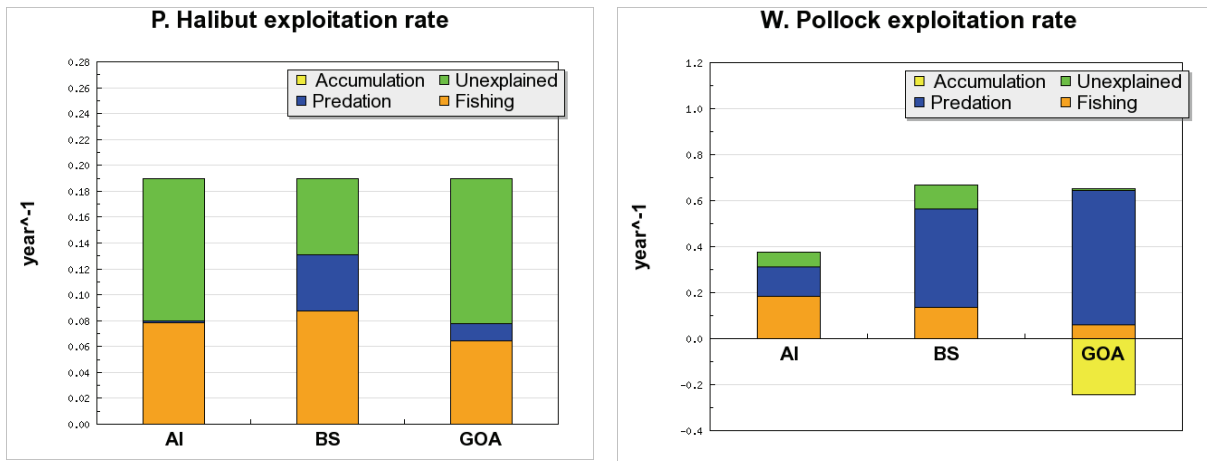 P. Halibut exploitation rate
Accumulation Unexplained
Predation Fishing
year^-1
0.28
0.26
0.24
0.22
0.20
0.18
0.16
0.14
0.12
0.10
0.08
0.06
0.04
0.02
0.00
AI BS GOA
W. Pollock exploitation rate
Accumulation Unexplained
Predation Fishing
year^-1
1.2
1.0
0.8
0.6
0.4
0.2
0.0
-0.2
-0.4
AI BS GOA